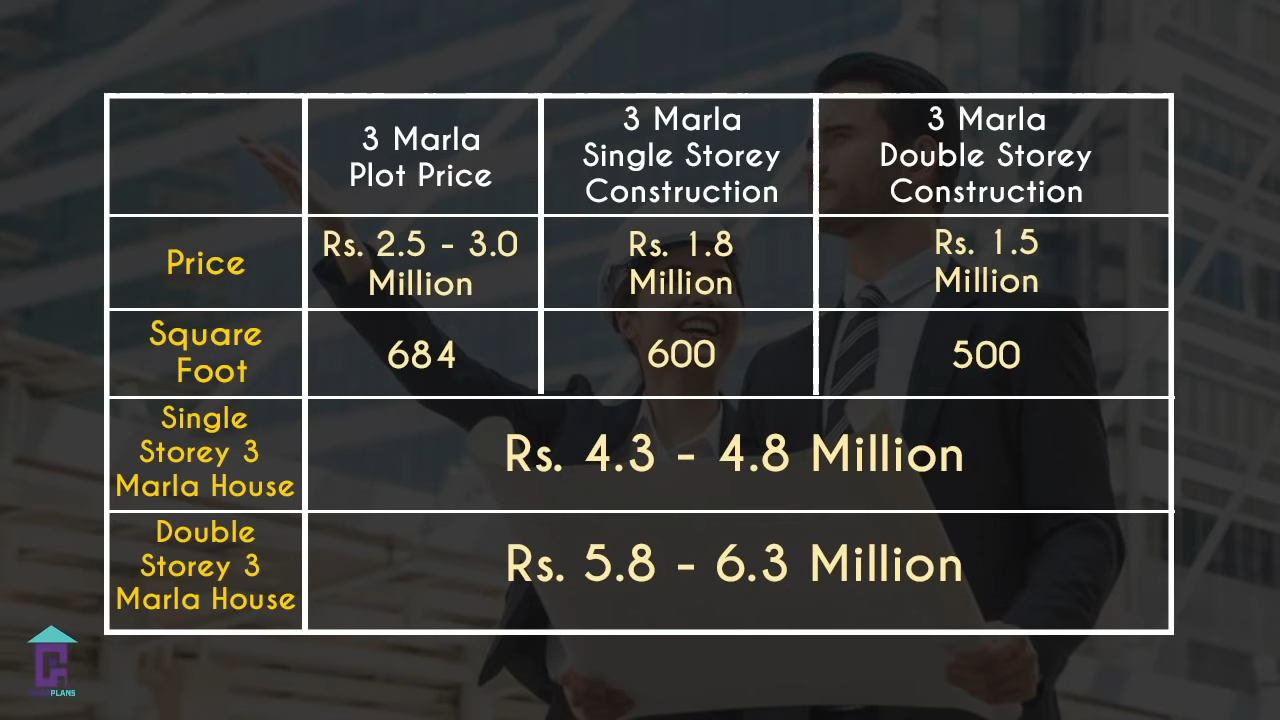 3 Marla
Plot Price
3 Marla
Single Storey
Construction
3 Marla
Double Storey
Construction
Price
Rs. 2.5 - 3.0
Million
Rs. 1.8
Million
Rs. 1.5
Million
Square
Foot
684
600
500
Single
Storey 3
Marla House
Rs. 4.3 - 4.8 Million
Double
Storey 3
Marla House
Rs. 5.8 - 6.3 Million
PLANS